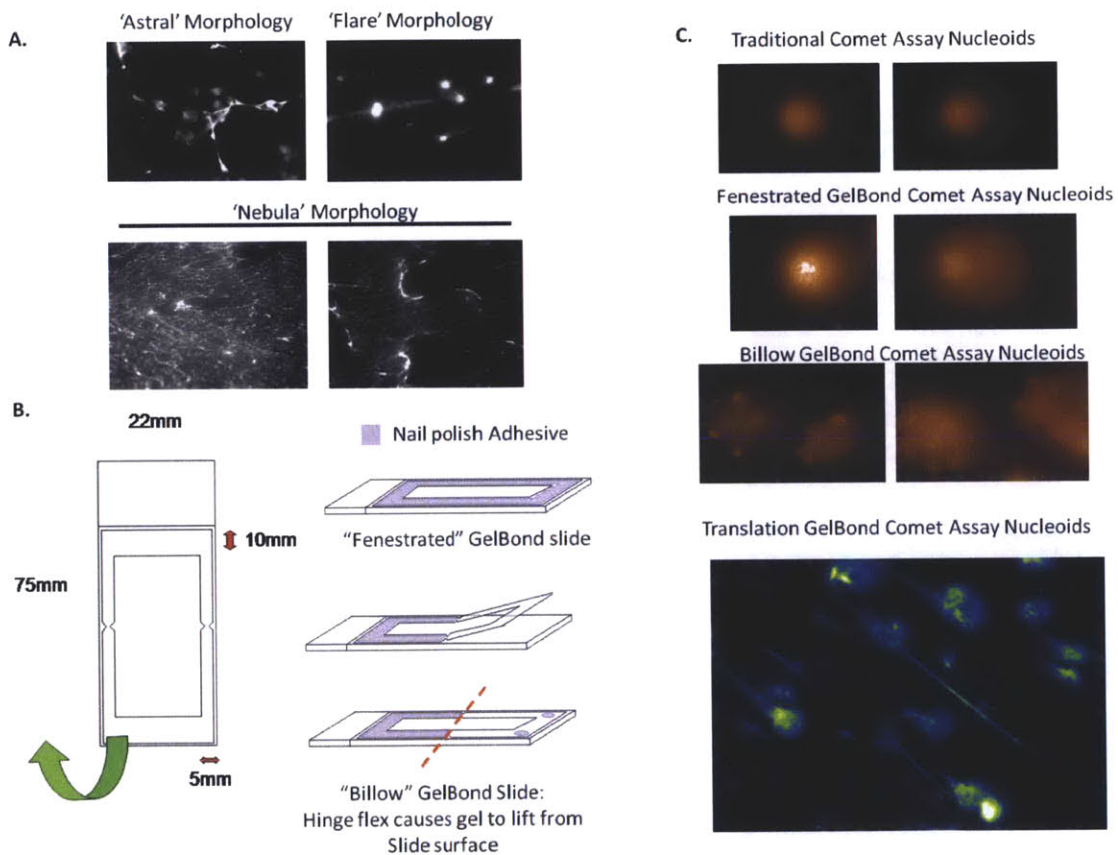 A.
'Astral' Morphology
'Flare' Morphology
'Nebula' Morphology
B.
22mm
75mm
10mm
5mm
Nail polish Adhesive
"Fenestrated" GelBond slide
"Billow" GelBond Slide:
Hinge flex causes gel to lift from
Slide surface
C.
Traditional Comet Assay Nucleoids
Fenestrated GelBond Comet Assay Nucleoids
Billow GelBond Comet Assay Nucleoids
Translation GelBond Comet Assay Nucleoids